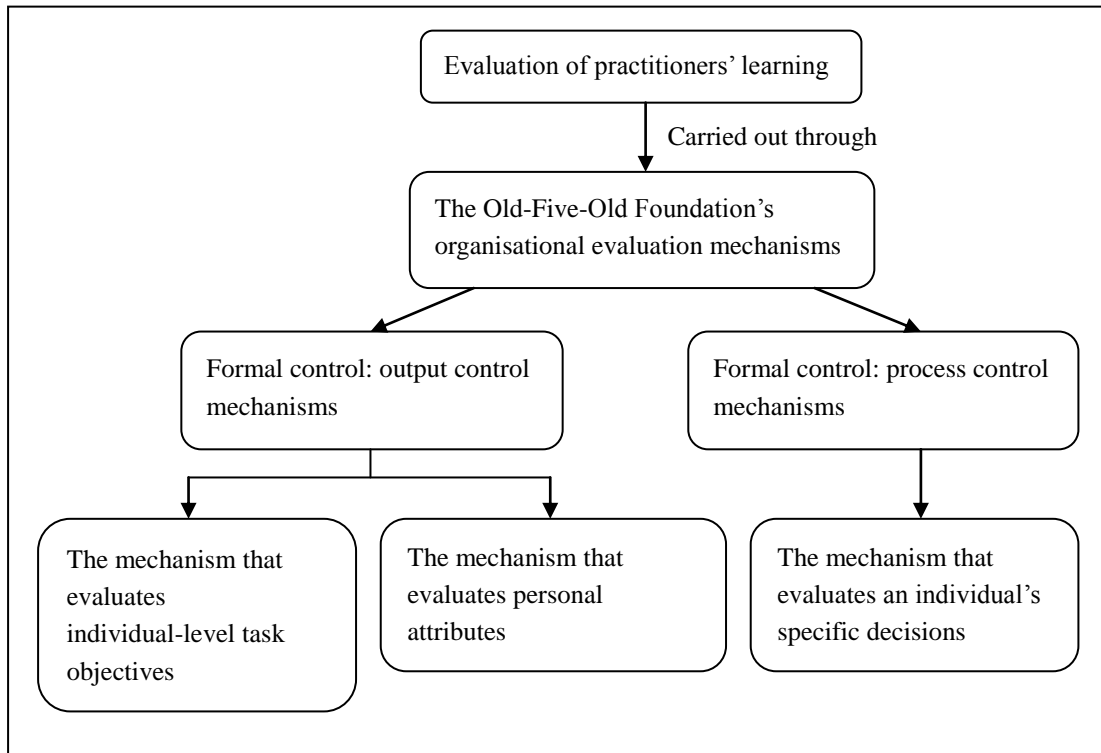 Evaluation of practitioners’ learning
Carried out through
The Old-Five-Old Foundation’s
organisational evaluation mechanisms
Formal control: output control
mechanisms
Formal control: process control
mechanisms
The mechanism that
evaluates
individual-level task
objectives
The mechanism that
evaluates personal
attributes
The mechanism that
evaluates an individual’s
specific decisions